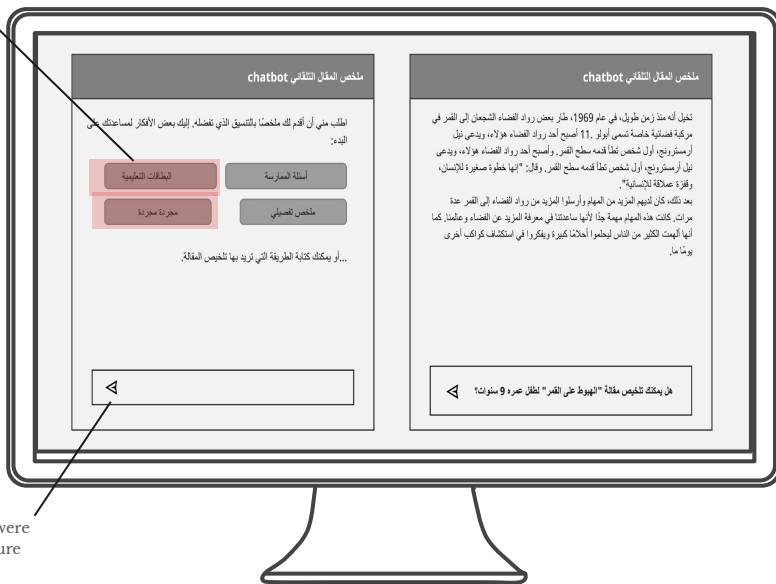 ملخص المقال التلقائي chatbot
تخيل أنه منذ زمن طويل، في عام 1969، طار بعض رواد الفضاء الشجعان إلى القمر في
مركبة فضائية خاصة تسمى أبولو .11 أصبح أحد رواد الفضاء هؤلاء، ويدعى نيل
أرمسترونج، أول شخص تطأ قدمه سطح القمر. وأصبح أحد رواد الفضاء هؤلاء، ويدعى
نيل أرمسترونج، أول شخص تطأ قدمه سطح القمر. وقال: "إنها خطوة صغيرة للإنسان،
وقفزة عملاقة للإنسانية".
بعد ذلك، كان لديهم المزيد من المهام وأرسلوا المزيد من رواد الفضاء إلى القمر عدة
مرات. كانت هذه المهام مهمة جدًا لأنها ساعدتنا في معرفة المزيد عن الفضاء وعالمنا. كما
أنها ألهمت الكثير من الناس ليحلموا أحلامًا كبيرة ويفكروا في استكشاف كواكب أخرى
يومًا ما.
هل يمكنك تلخيص مقالة "الهبوط على القمر" لطفل عمره 9 سنوات؟
ملخص المقال التلقائي chatbot
اطلب مني أن أقدم لك ملخصًا بالتنسيق الذي تفضله. إليك بعض الأفكار لمساعدتك على
البدء:
أسئلة الممارسة
البطاقات التعليمية
ملخص تفصيلي
مجردة مجردة
...أو يمكنك كتابة الطريقة التي تريد بها تلخيص المقالة.
were
ure